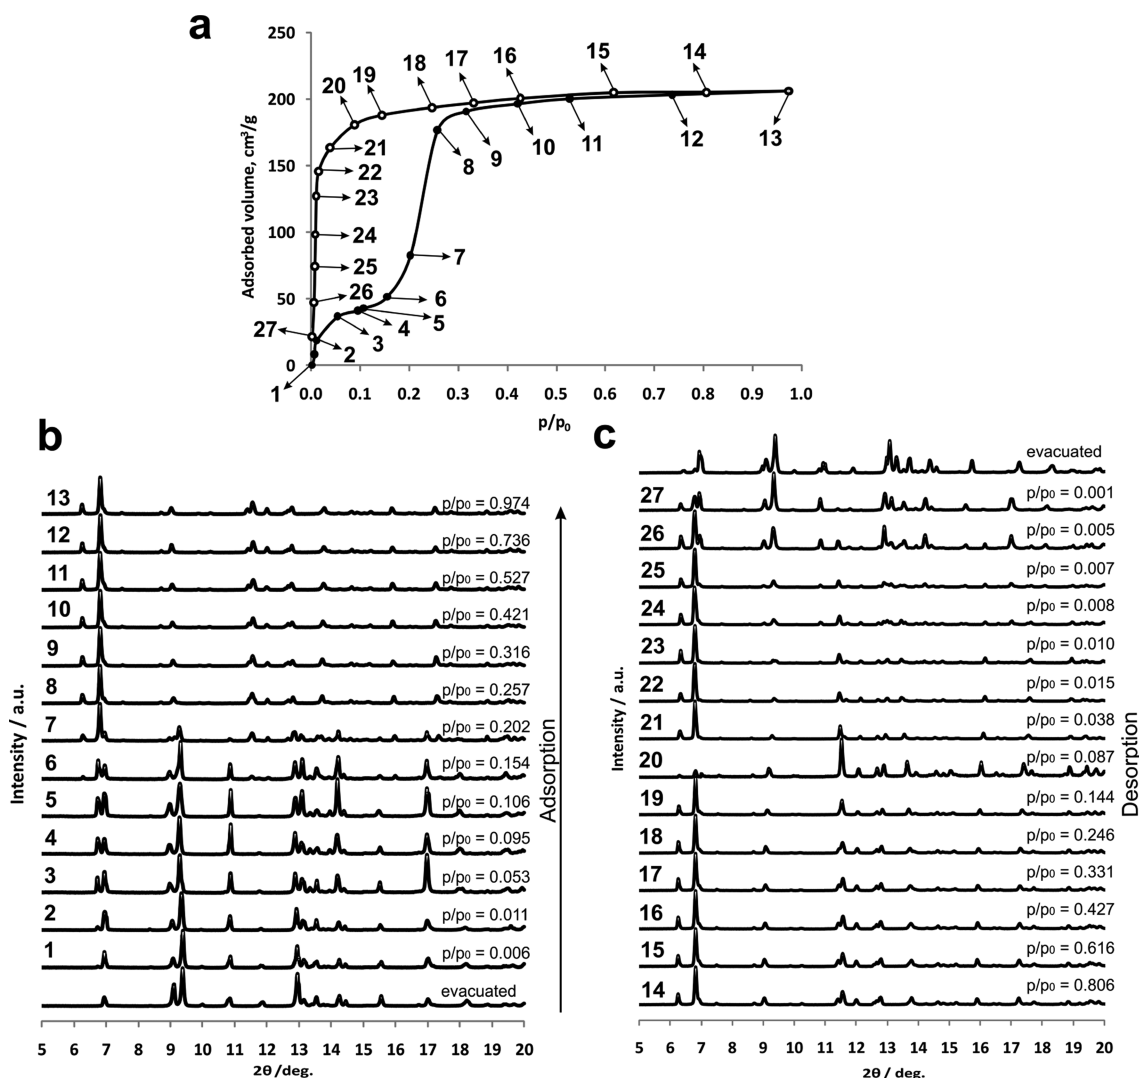 a
250
200
150
100
50
0
Adsorbed volume, cm³/g
20 19 18 17 16 15 14
21
22
23
24
25
26
27
1
2 3 4 5
6
7
8 9 10 11 12 13
0.0 0.1 0.2 0.3 0.4 0.5 0.6 0.7 0.8 0.9 1.0
p/p₀
b
13 p/p₀ = 0.974
12 p/p₀ = 0.736
11 p/p₀ = 0.527
10 p/p₀ = 0.421
9 p/p₀ = 0.316
8 p/p₀ = 0.257
7 p/p₀ = 0.202
6 p/p₀ = 0.154
5 p/p₀ = 0.106
4 p/p₀ = 0.095
3 p/p₀ = 0.053
2 p/p₀ = 0.011
1 p/p₀ = 0.006
evacuated
Intensity / a.u.
Adsorption
5 6 7 8 9 10 11 12 13 14 15 16 17 18 19 20
2θ /deg.
c
evacuated
27 p/p₀ = 0.001
26 p/p₀ = 0.005
25 p/p₀ = 0.007
24 p/p₀ = 0.008
23 p/p₀ = 0.010
22 p/p₀ = 0.015
21 p/p₀ = 0.038
20 p/p₀ = 0.087
19 p/p₀ = 0.144
18 p/p₀ = 0.246
17 p/p₀ = 0.331
16 p/p₀ = 0.427
15 p/p₀ = 0.616
14 p/p₀ = 0.806
Intensity / a.u.
Desorption
5 6 7 8 9 10 11 12 13 14 15 16 17 18 19 20
2θ / deg.